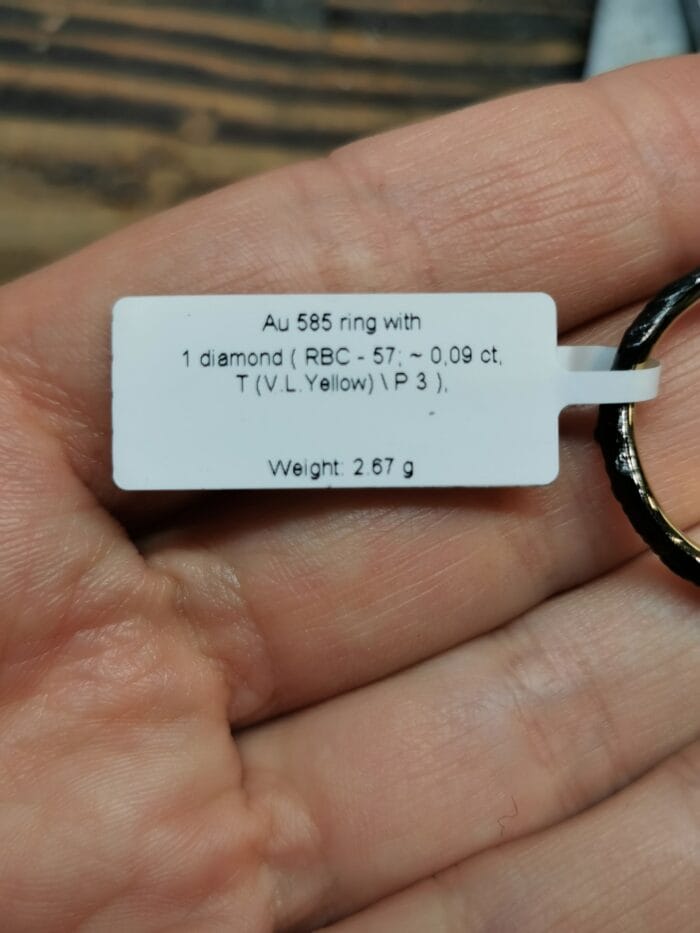 Au 585 ring with
1 diamond ( RBC - 57; ~ 0,09 ct,
T (V.L.Yellow) \ P 3 ),
Weight: 2.67 g